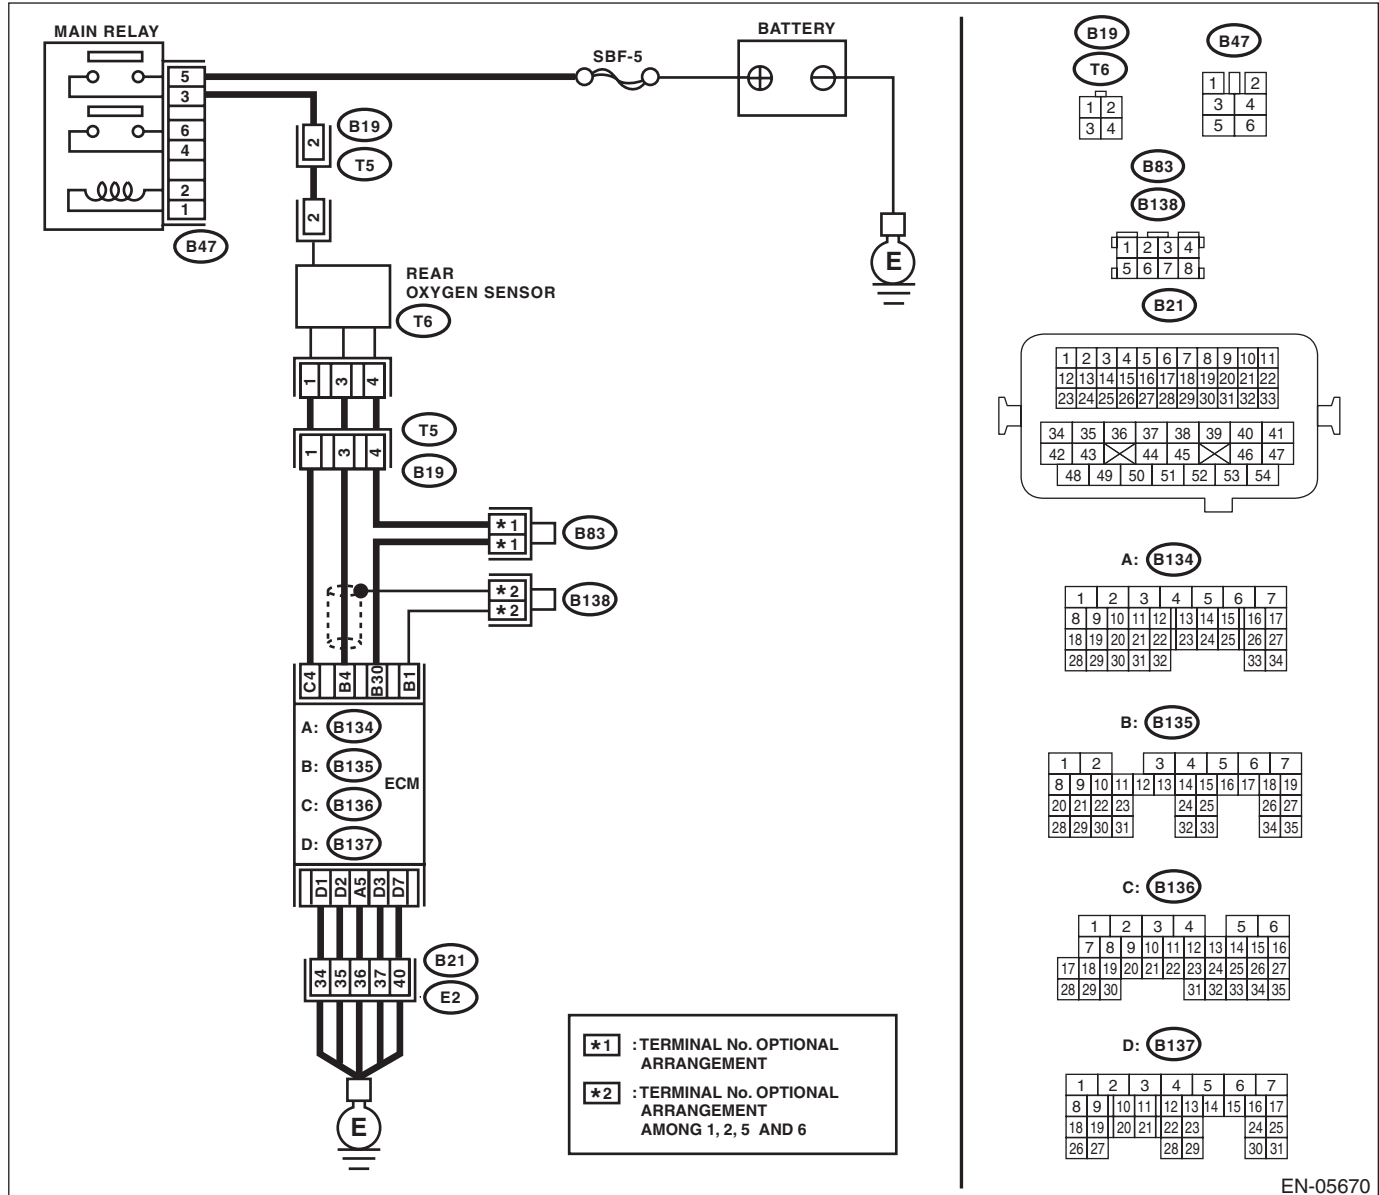 MAIN RELAY
5
3
6
4
2
1
B47
SBF-5
BATTERY
E
2
B19
T5
2
REAR
OXYGEN SENSOR
T6
1 3 4
1 3 4
T5
B19
*1
*1
B83
*2
*2
B138
C4 B4 B30 B1
A: B134
B: B135
C: B136
D: B137
ECM
D1 D2 A5 D3 D7
34 35 36 37 40
B21
E2
E
*1 : TERMINAL No. OPTIONAL
ARRANGEMENT
*2 : TERMINAL No. OPTIONAL
ARRANGEMENT
AMONG 1, 2, 5 AND 6
B19
T6
1 2
3 4
B47
1 2
3 4
5 6
B83
B138
1 2 3 4
5 6 7 8
B21
1 2 3 4 5 6 7 8 9 10 11
12 13 14 15 16 17 18 19 20 21 22
23 24 25 26 27 28 29 30 31 32 33
34 35 36 37 38 39 40 41
42 43 44 45 46 47
48 49 50 51 52 53 54
A: B134
1 2 3 4 5 6 7
8 9 10 11 12 13 14 15 16 17
18 19 20 21 22 23 24 25 26 27
28 29 30 31 32 33 34
B: B135
1 2 3 4 5 6 7
8 9 10 11 12 13 14 15 16 17 18 19
20 21 22 23 24 25 26 27
28 29 30 31 32 33 34 35
C: B136
1 2 3 4 5 6
7 8 9 10 11 12 13 14 15 16
17 18 19 20 21 22 23 24 25 26 27
28 29 30 31 32 33 34 35
D: B137
1 2 3 4 5 6 7
8 9 10 11 12 13 14 15 16 17
18 19 20 21 22 23 24 25
26 27 28 29 30 31
EN-05670